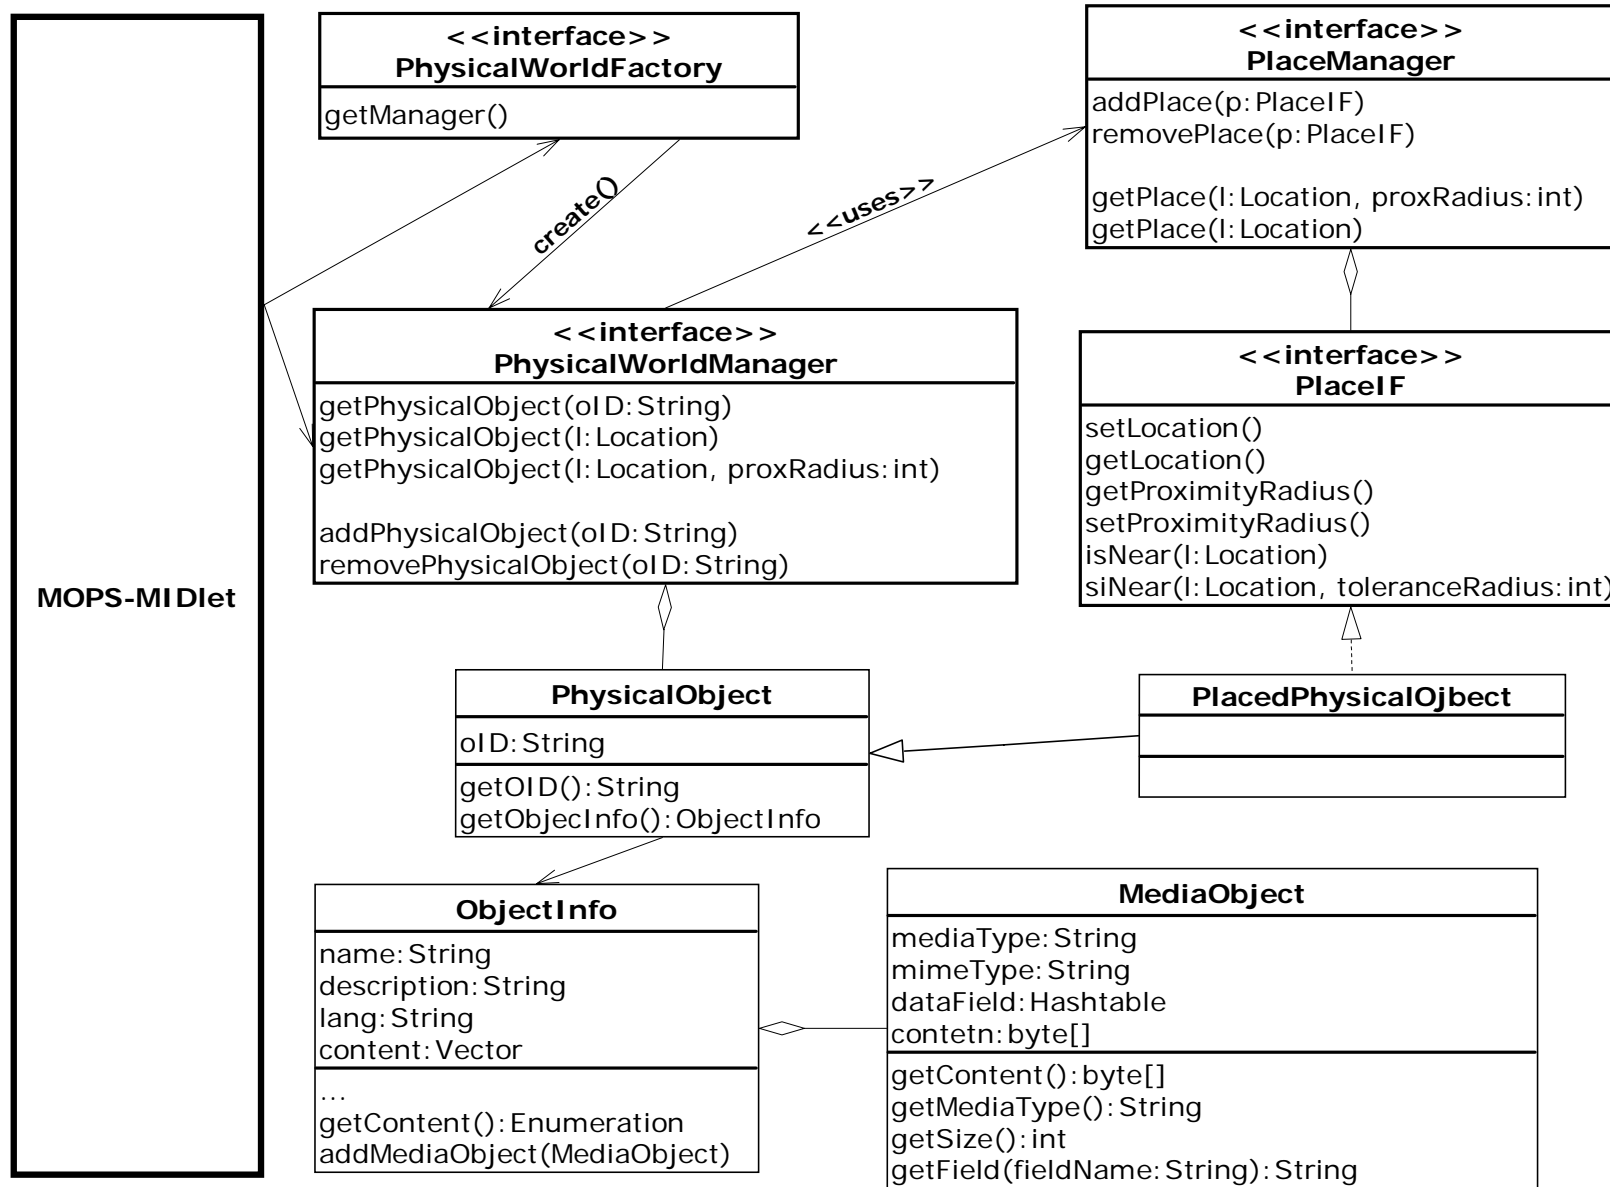 MOPS-MIDlet
<<interface>>
PhysicalWorldFactory
getManager()
create()
<<uses>>
<<interface>>
PlaceManager
addPlace(p:PlaceIF)
removePlace(p:PlaceIF)
getPlace(l:Location, proxRadius:int)
getPlace(l:Location)
<<interface>>
PhysicalWorldManager
getPhysicalObject(oID:String)
getPhysicalObject(l:Location)
getPhysicalObject(l:Location, proxRadius:int)
addPhysicalObject(oID:String)
removePhysicalObject(oID:String)
<<interface>>
PlaceIF
setLocation()
getLocation()
getProximityRadius()
setProximityRadius()
isNear(l:Location)
siNear(l:Location, toleranceRadius:int)
PhysicalObject
oID:String
getOID():String
getObjecInfo():ObjectInfo
PlacedPhysicalOjbect
ObjectInfo
name:String
description:String
lang:String
content:Vector
...
getContent():Enumeration
addMediaObject(MediaObject)
MediaObject
mediaType:String
mimeType:String
dataField:Hashtable
contetn:byte[]
getContent():byte[]
getMediaType():String
getSize():int
getField(fieldName:String):String